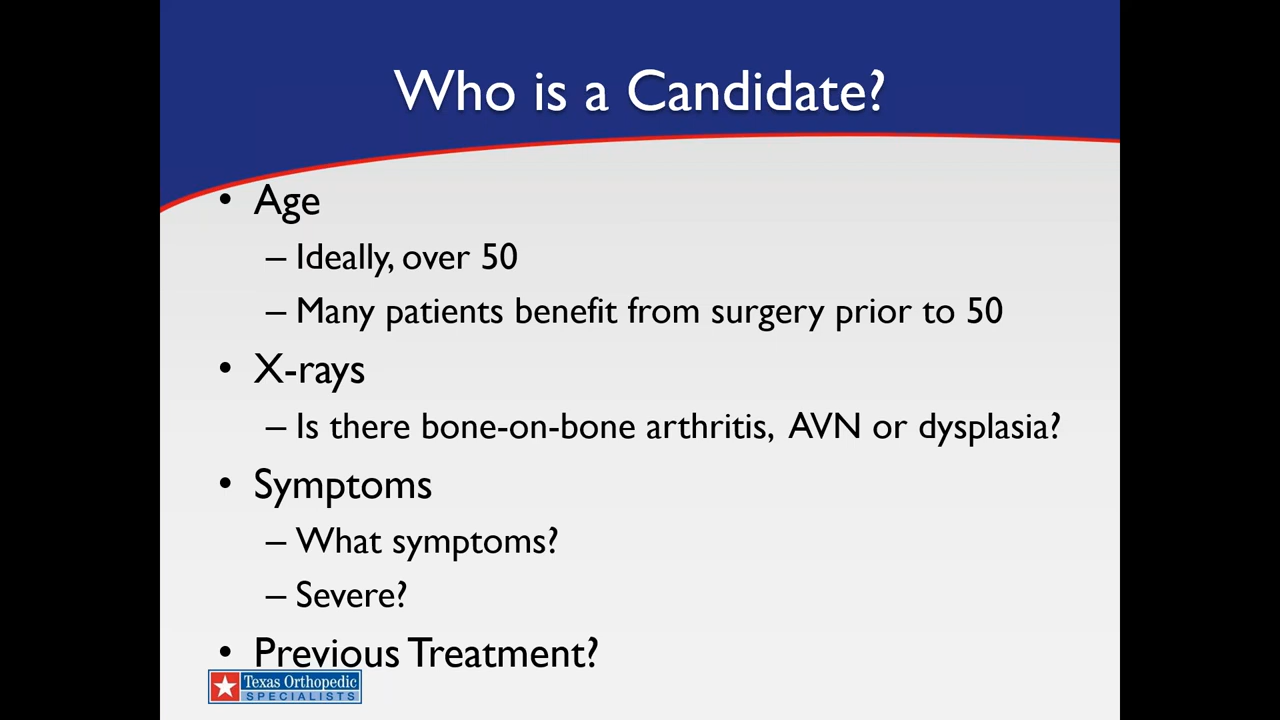 Who is a Candidate?
• Age
– Ideally, over 50
– Many patients benefit from surgery prior to 50
• X-rays
– Is there bone-on-bone arthritis, AVN or dysplasia?
• Symptoms
– What symptoms?
– Severe?
• Previous Treatment?
Texas Orthopedic
SPECIALISTS